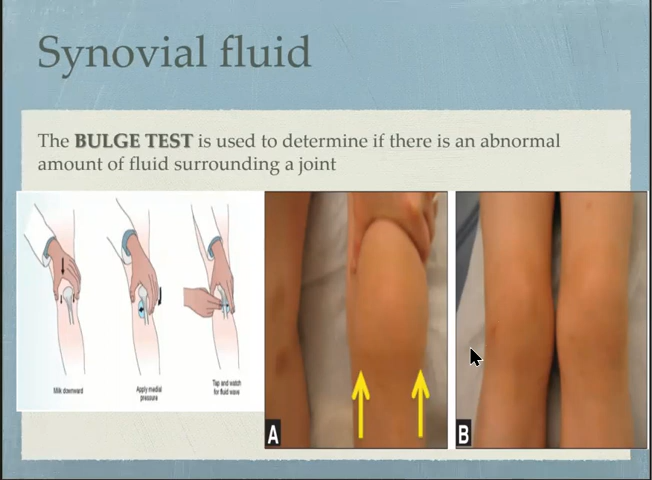 Synovial fluid
The BULGE TEST is used to determine if there is an abnormal
amount of fluid surrounding a joint
Milk downward
Apply medial
pressure
Tap and watch
for fluid wave
A
B